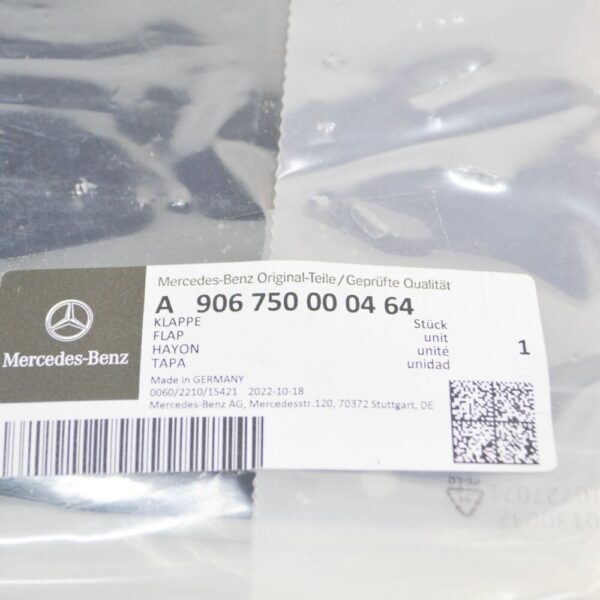 Mercedes-Benz Original-Teile/Geprüfte Qualität
A 906 750 00 04 64
KLAPPE Stück
FLAP unit
HAYON unité
TAPA unidad
1
Mercedes-Benz
Made in GERMANY
0060/2210/15421 2022-10-18
Mercedes-Benz AG, Mercedesstr.120, 70372 Stuttgart, DE